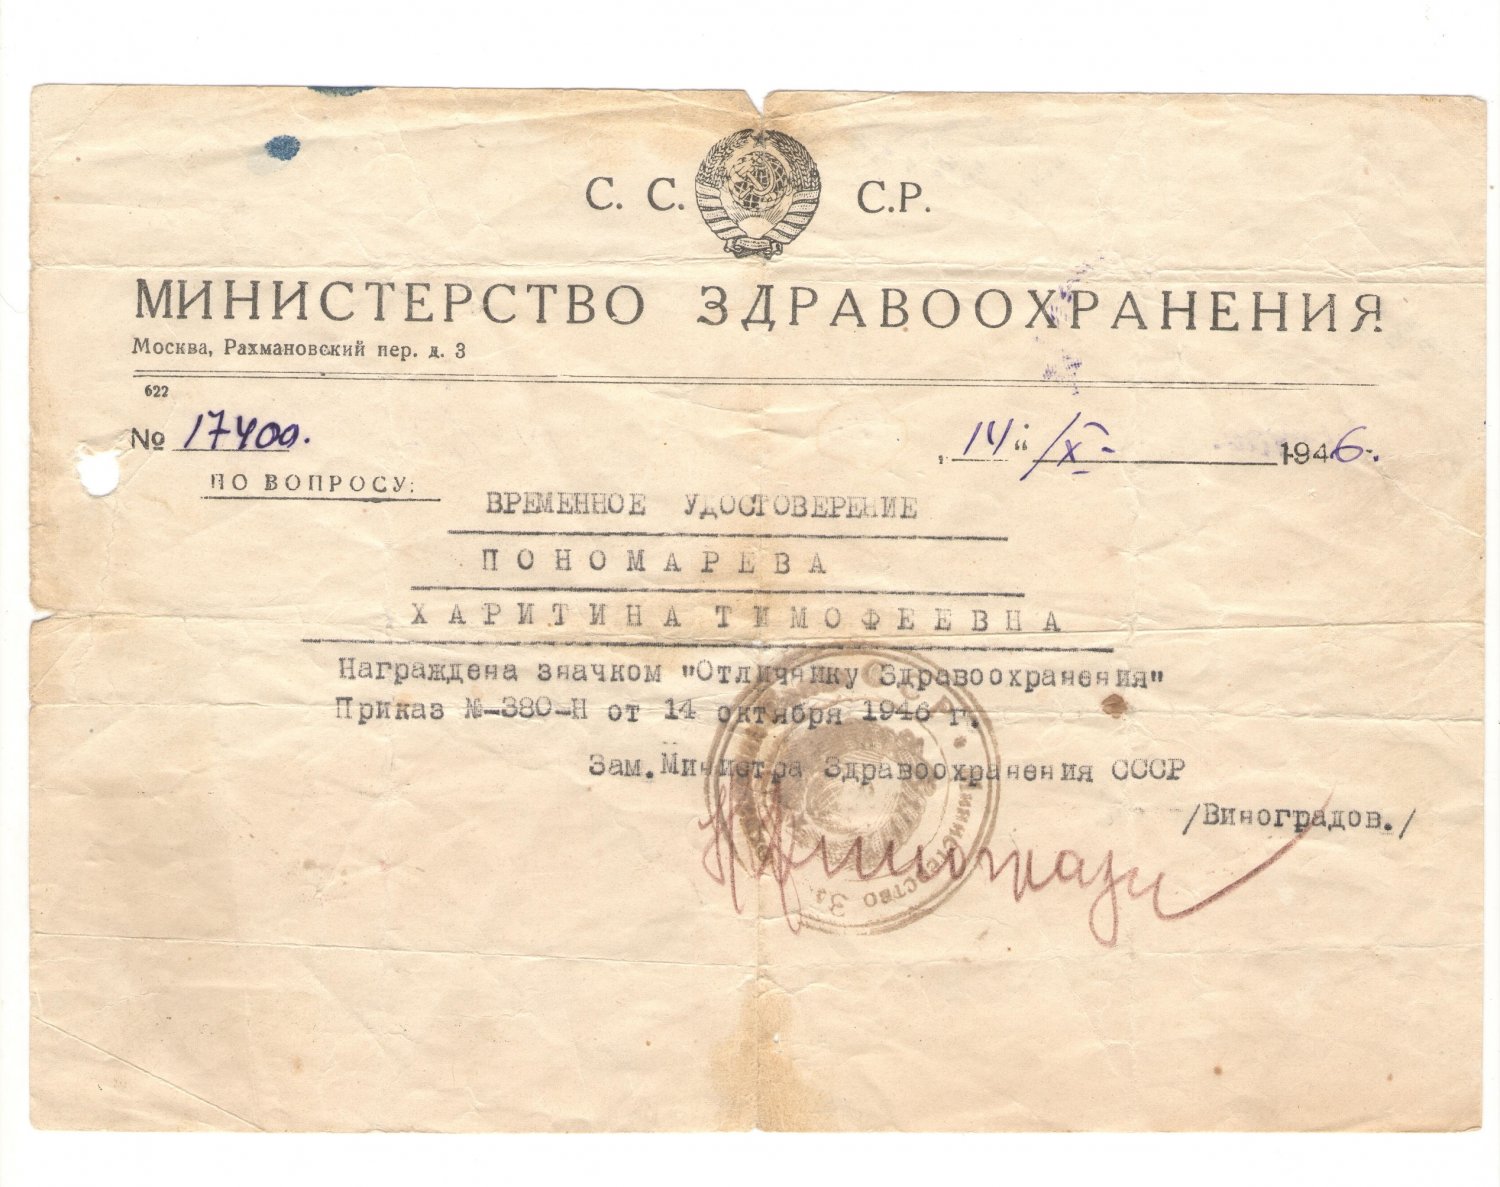 С. С. С.Р.
МИНИСТЕРСТВО ЗДРАВООХРАНЕНИЯ
Москва, Рахмановский пер. д. 3
622
№ 17400.
„14“ /X- 1946.
ПО ВОПРОСУ:
ВРЕМЕННОЕ УДОСТОВЕРЕНИЕ
ПОНОМАРЕВА
ХАРИТИНА ТИМОФЕЕВНА
Награждена значком "Отличнику Здравоохранения"
Приказ №-380-Н от 14 октября 1946 г.
Зам. Министра Здравоохранения СССР
/Виноградов./